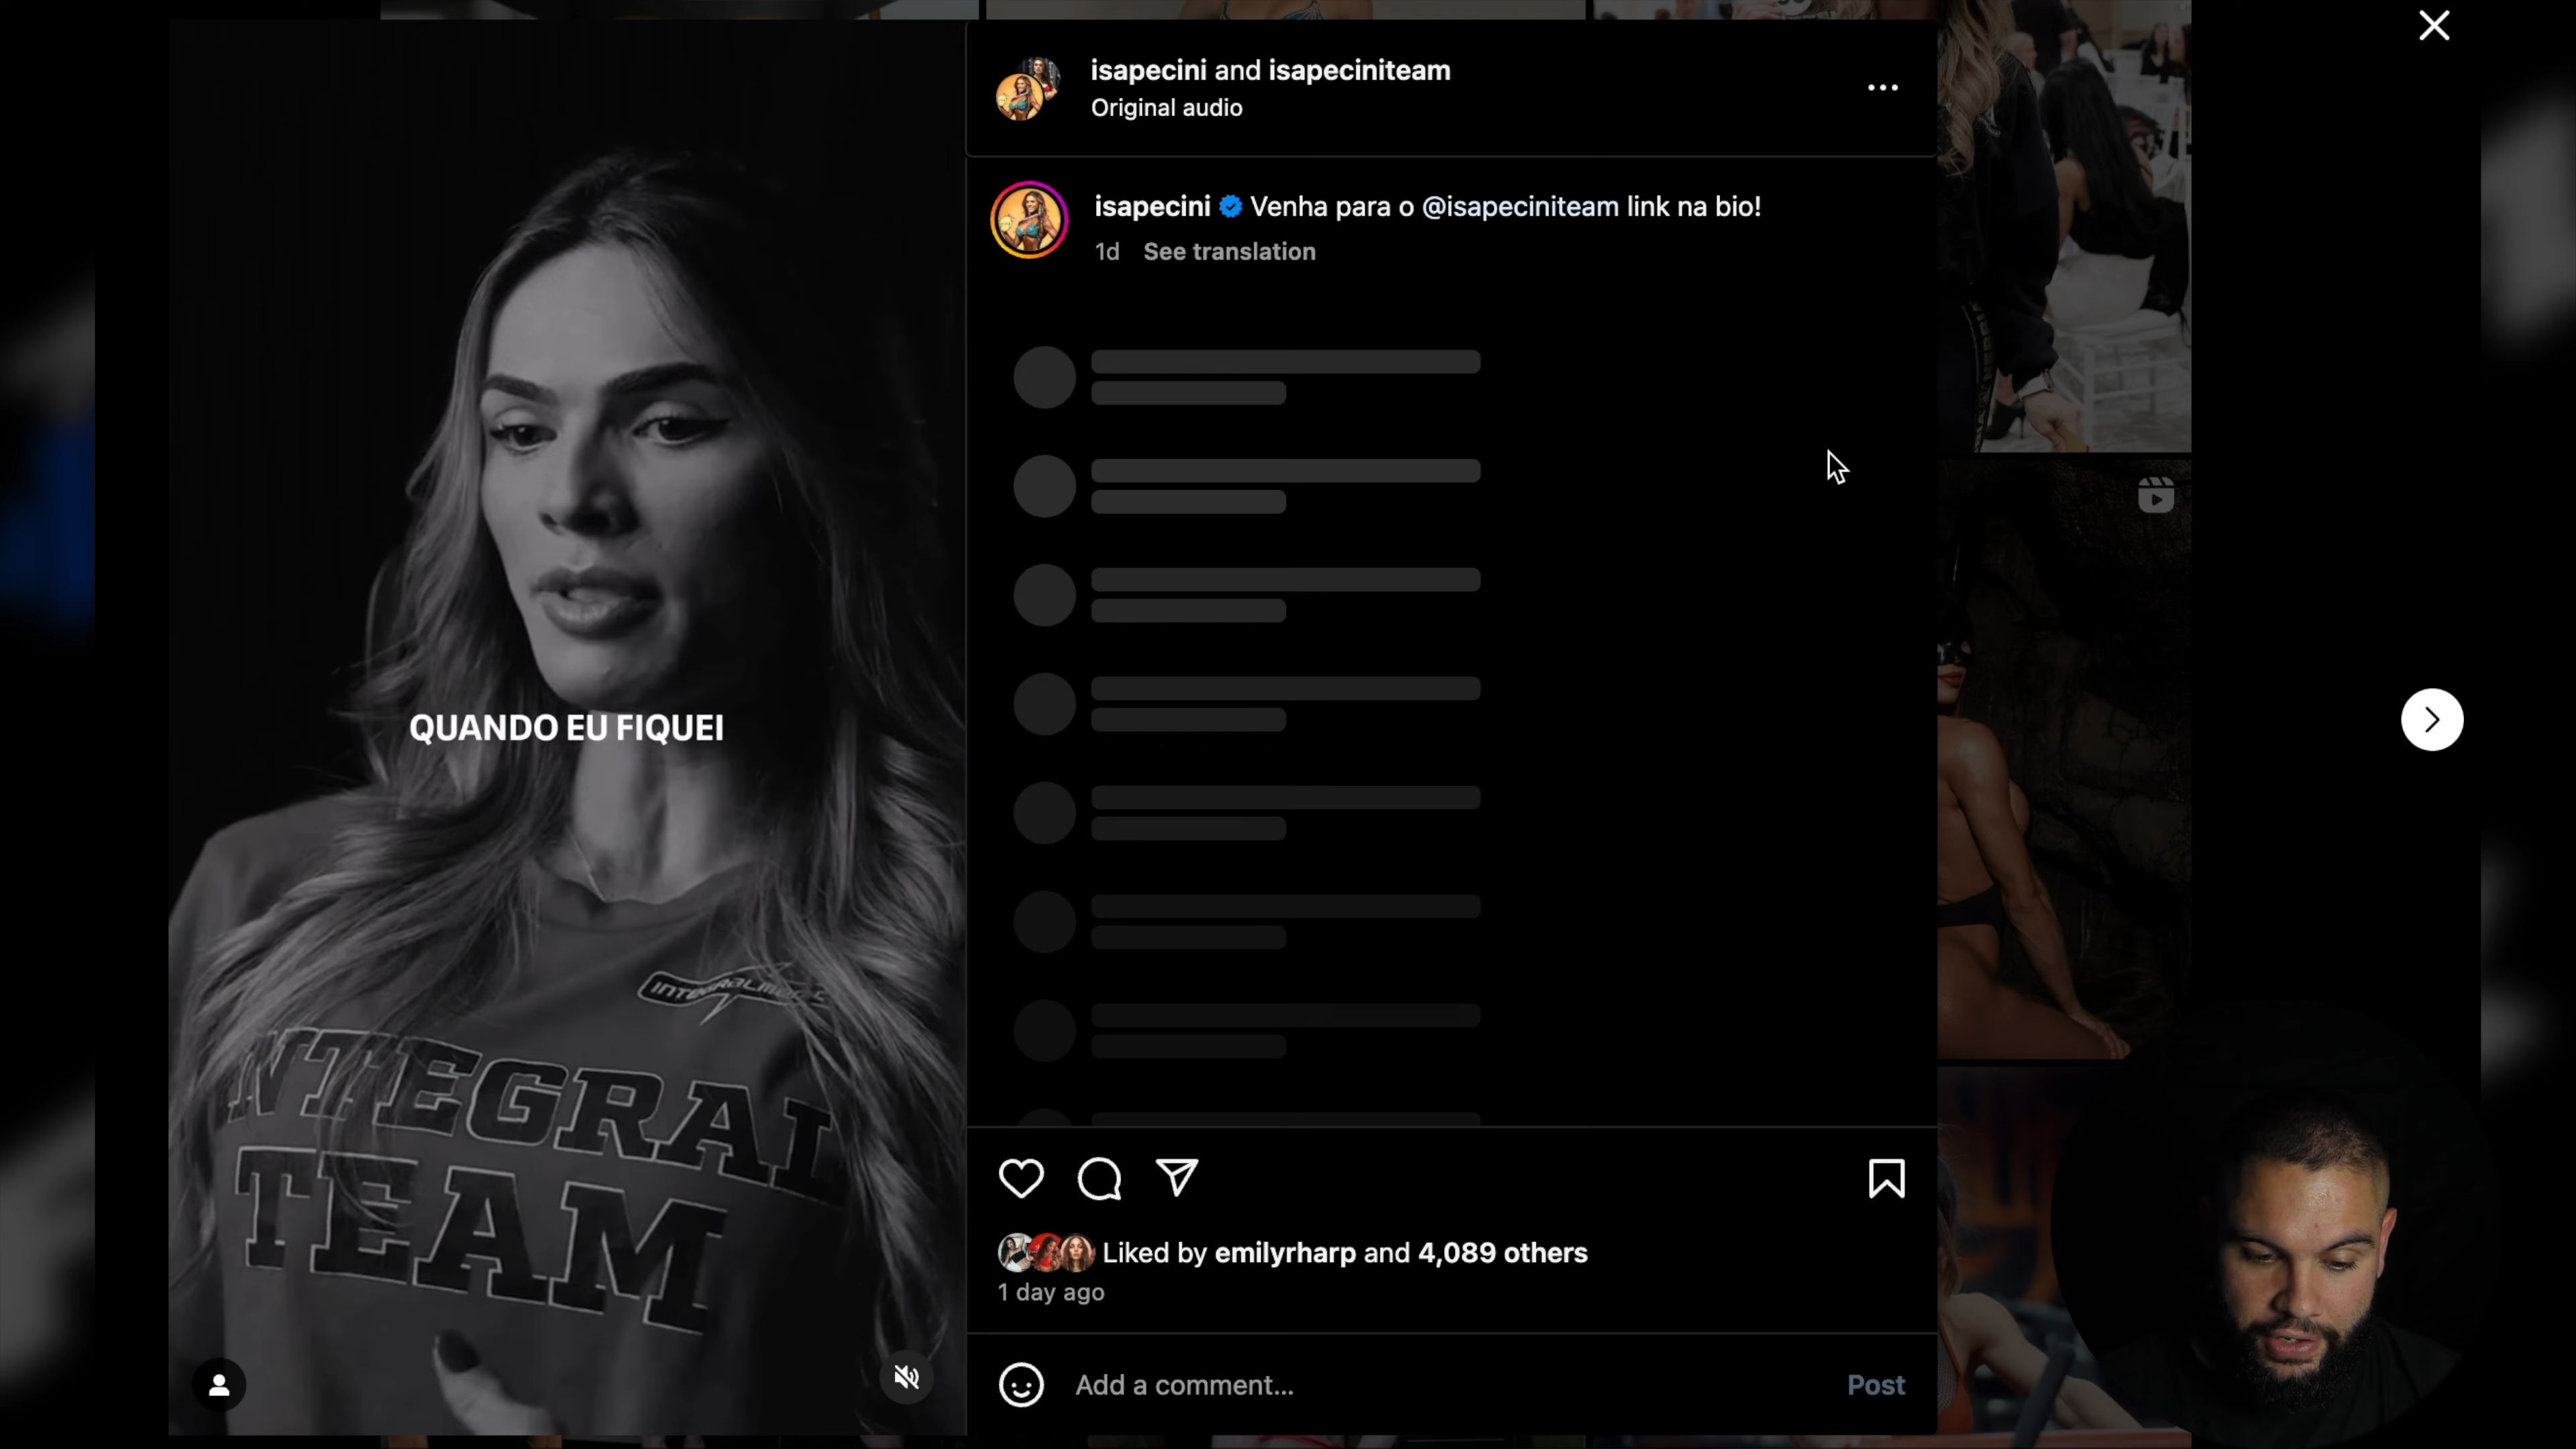 isapecini and isapeciniteam
Original audio
isapecini Venha para o @isapeciniteam link na bio!
1d See translation
QUANDO EU FIQUEI
INTEGRAL
TEAM
Liked by emilyrharp and 4,089 others
1 day ago
Add a comment...
Post